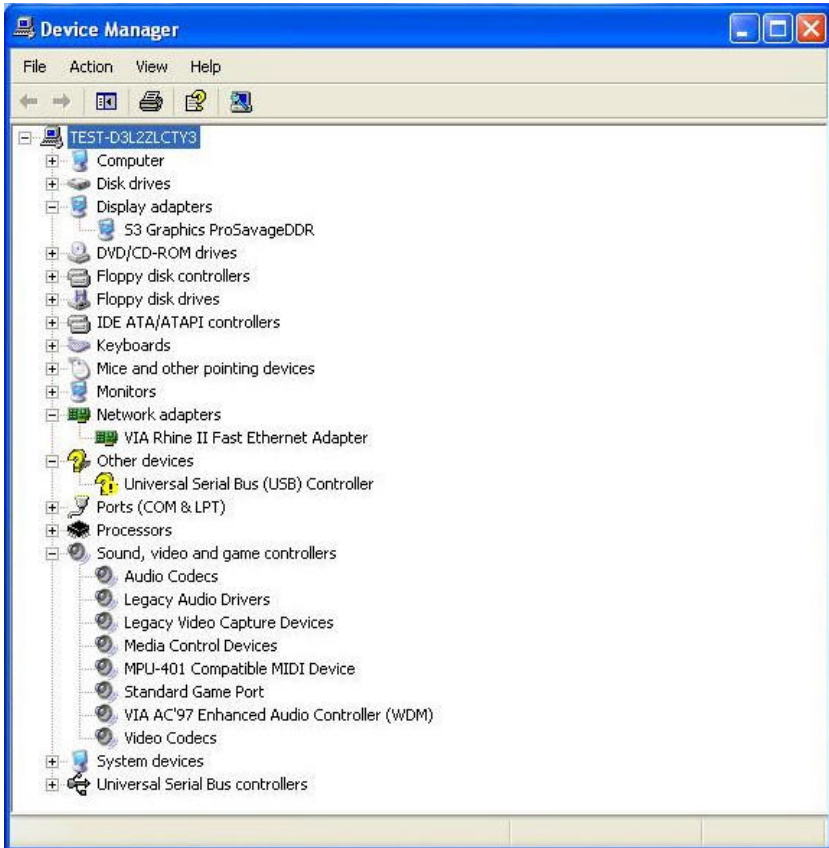 Device Manager
File Action View Help
TEST-D3L2ZLCTY3
Computer
Disk drives
Display adapters
S3 Graphics ProSavageDDR
DVD/CD-ROM drives
Floppy disk controllers
Floppy disk drives
IDE ATA/ATAPI controllers
Keyboards
Mice and other pointing devices
Monitors
Network adapters
VIA Rhine II Fast Ethernet Adapter
Other devices
Universal Serial Bus (USB) Controller
Ports (COM & LPT)
Processors
Sound, video and game controllers
Audio Codecs
Legacy Audio Drivers
Legacy Video Capture Devices
Media Control Devices
MPU-401 Compatible MIDI Device
Standard Game Port
VIA AC'97 Enhanced Audio Controller (WDM)
Video Codecs
System devices
Universal Serial Bus controllers